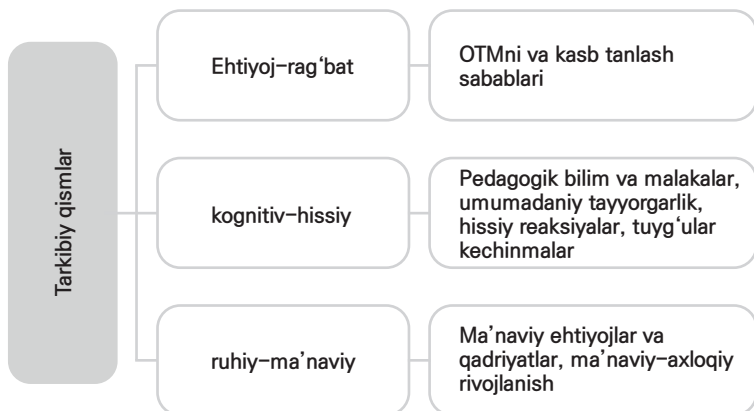 Tarkibiy qismlar
Ehtiyoj-rag‘bat
OTMni va kasb tanlash
sabablari
kognitiv-hissiy
Pedagogik bilim va malakalar,
umumadaniy tayyorgarlik,
hissiy reaksiyalar, tuyg‘ular
kechinmalar
ruhiy-ma’naviy
Ma’naviy ehtiyojlar va
qadriyatlar, ma’naviy-axloqiy
rivojlanish